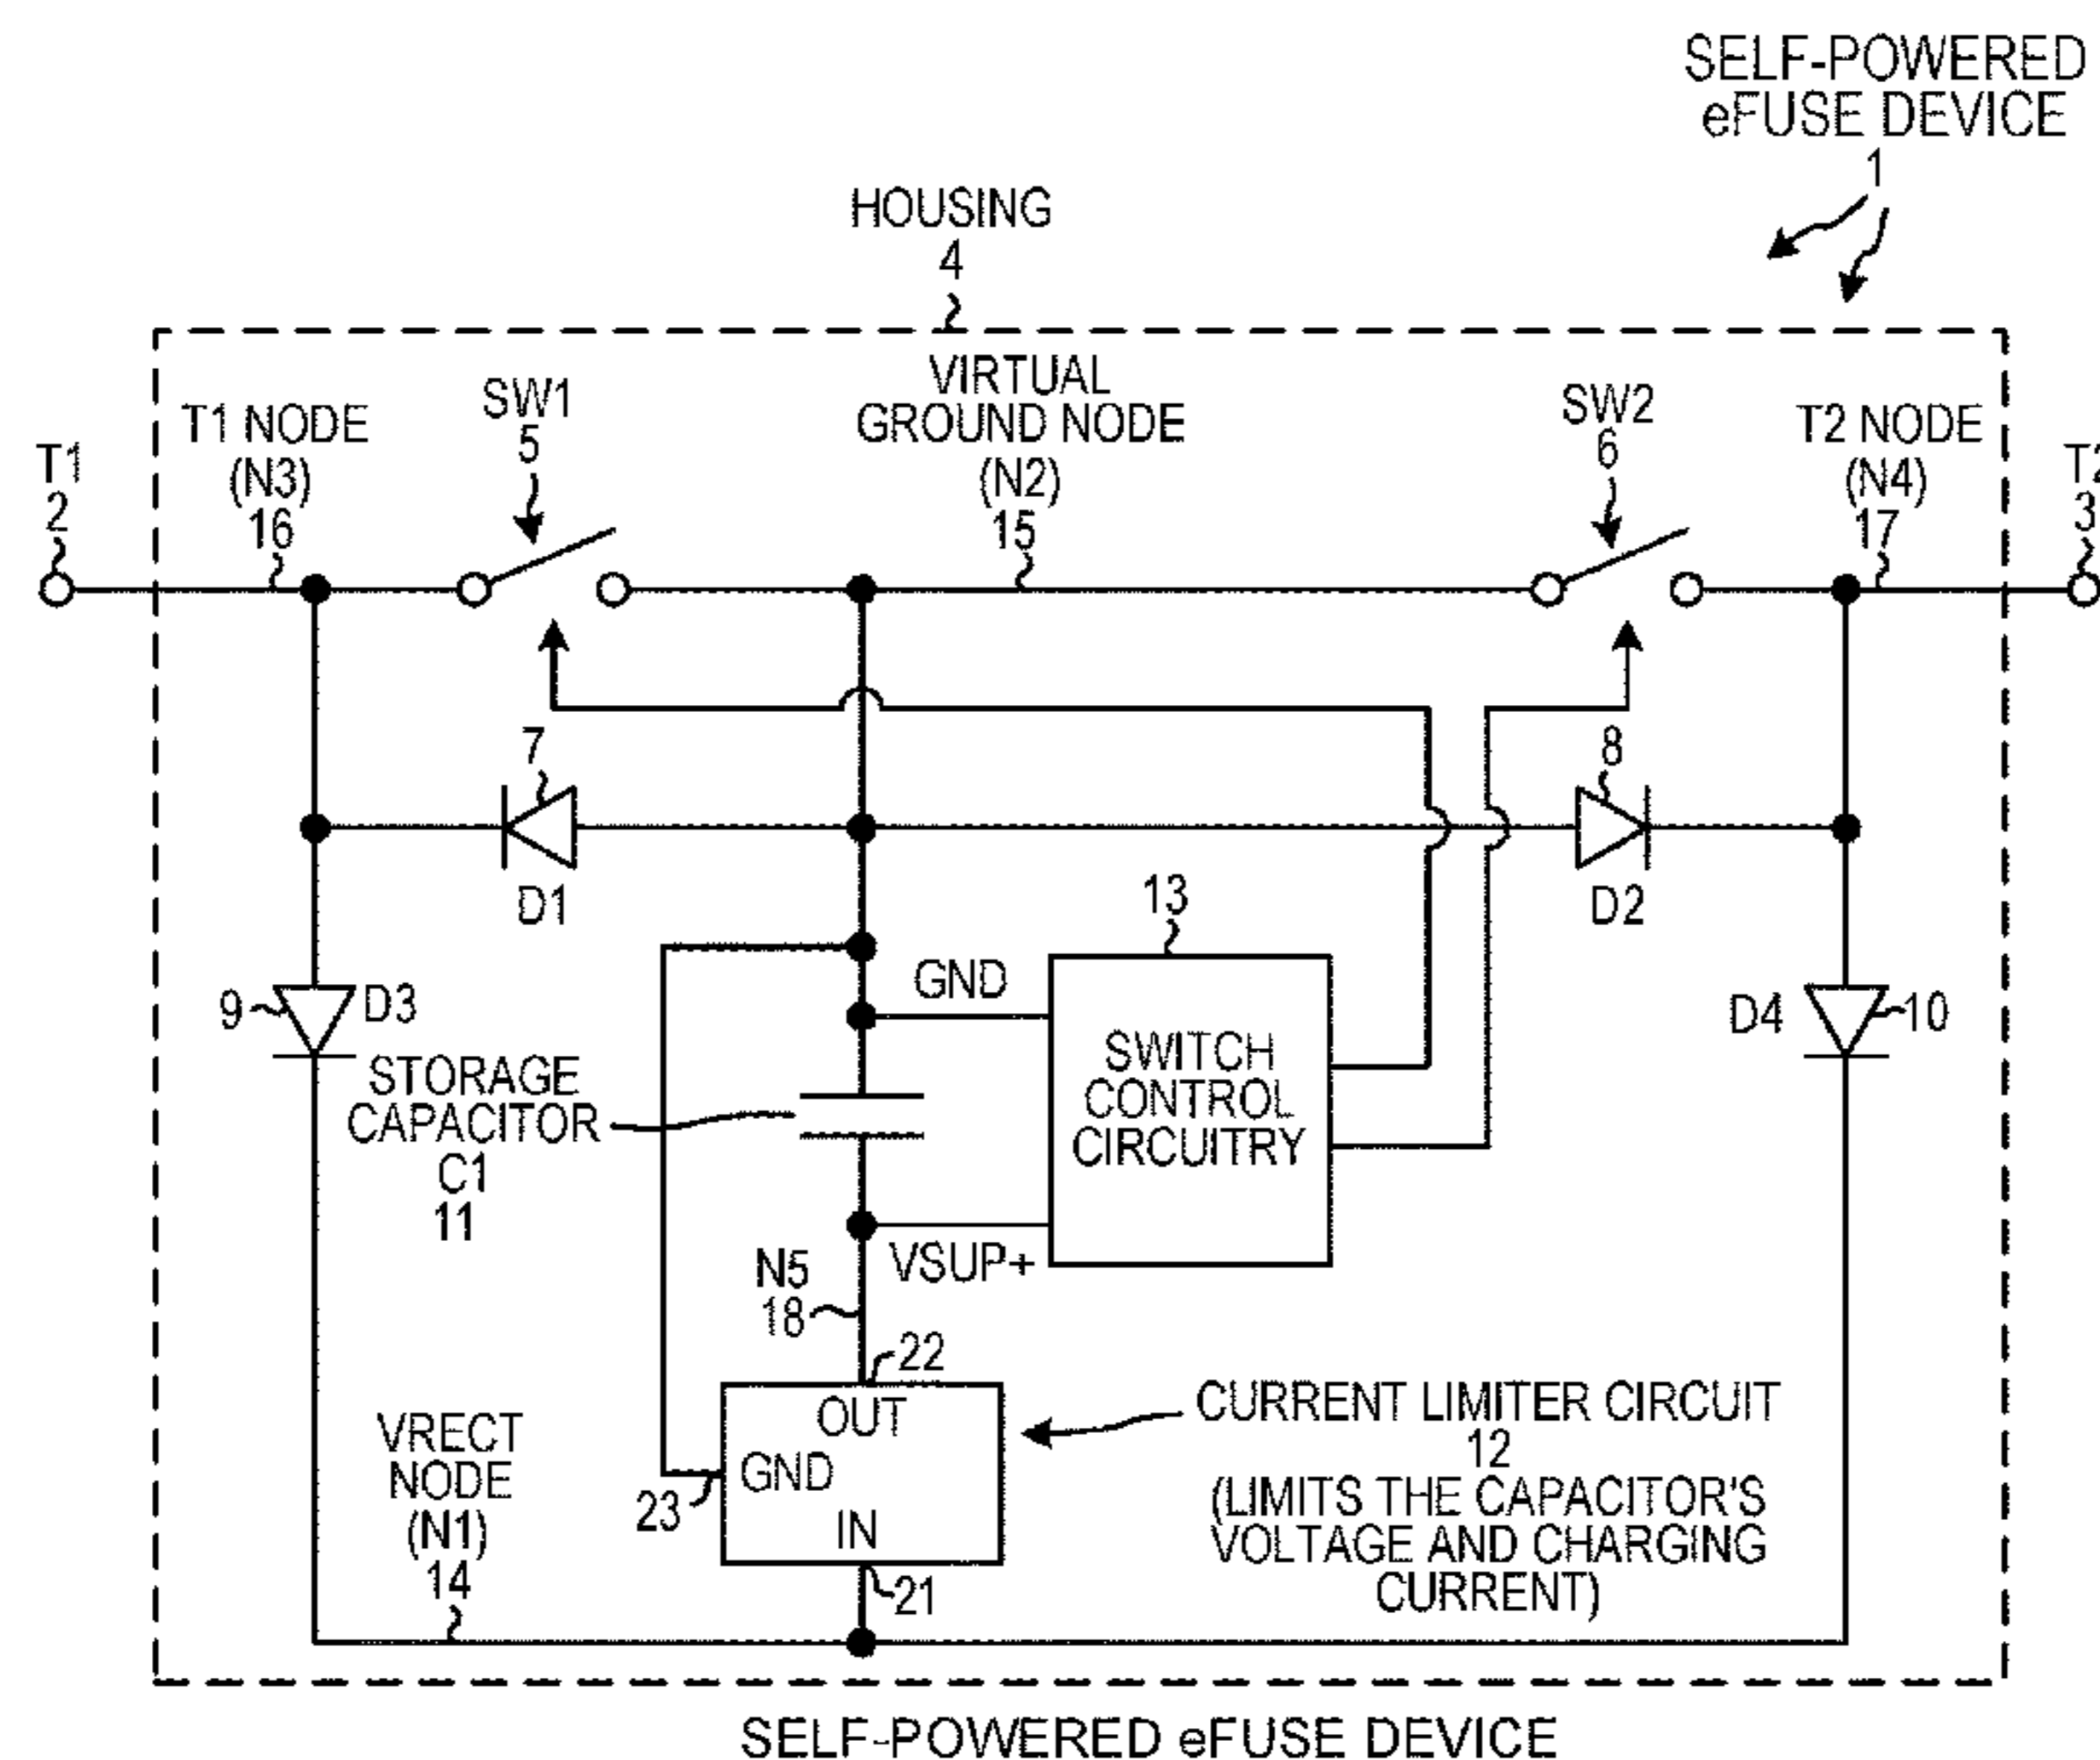 SELF-POWERED
eFUSE DEVICE
1
HOUSING
4
VIRTUAL
GROUND NODE
(N2)
15
T1
2
T1 NODE
(N3)
16
SW1
5
SW2
6
T2 NODE
(N4)
17
T2
3
7
D1
8
D2
9
D3
D4
10
13
GND
SWITCH
CONTROL
CIRCUITRY
STORAGE
CAPACITOR
C1
11
VSUP+
N5
18
22
OUT
GND
23
IN
21
CURRENT LIMITER CIRCUIT
12
(LIMITS THE CAPACITOR'S
VOLTAGE AND CHARGING
CURRENT)
VRECT
NODE
(N1)
14
SELF-POWERED eFUSE DEVICE